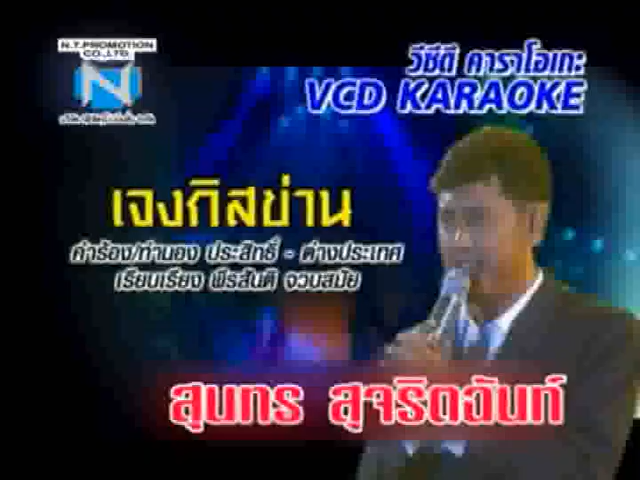 N.T.PROMOTION
CO.,LTD
N
วีซีดี คาราโอเกะ
VCD KARAOKE
เจงกิสข่าน
คำร้อง/ทำนอง ประสิทธิ์ - ต่างประเทศ
เรียบเรียง พีรสันติ จวบสมัย
สุนทร สุจริตฉันท์